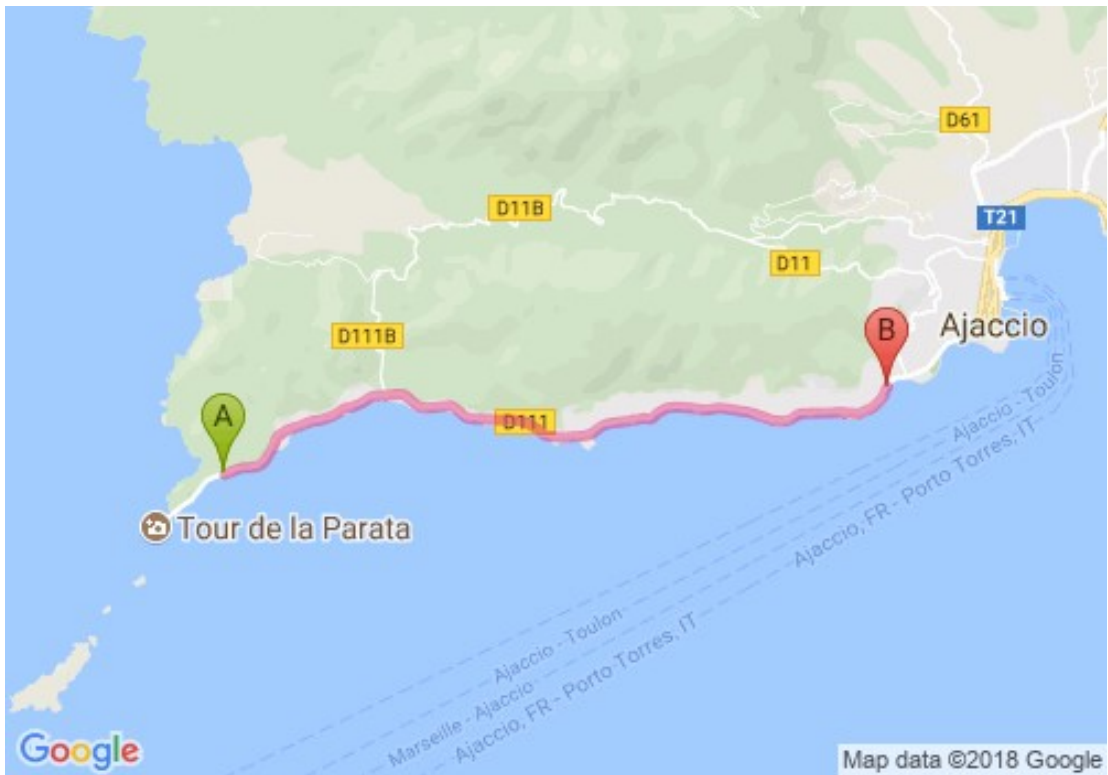 D61
D11B
T21
D11
D111B
B
Ajaccio
A
D111
Tour de la Parata
Ajaccio - Toulon
Ajaccio, FR - Porto Torres, IT
Ajaccio - Toulon
Marseille - Ajaccio
Ajaccio, FR - Porto Torres, IT
Google
Map data ©2018 Google